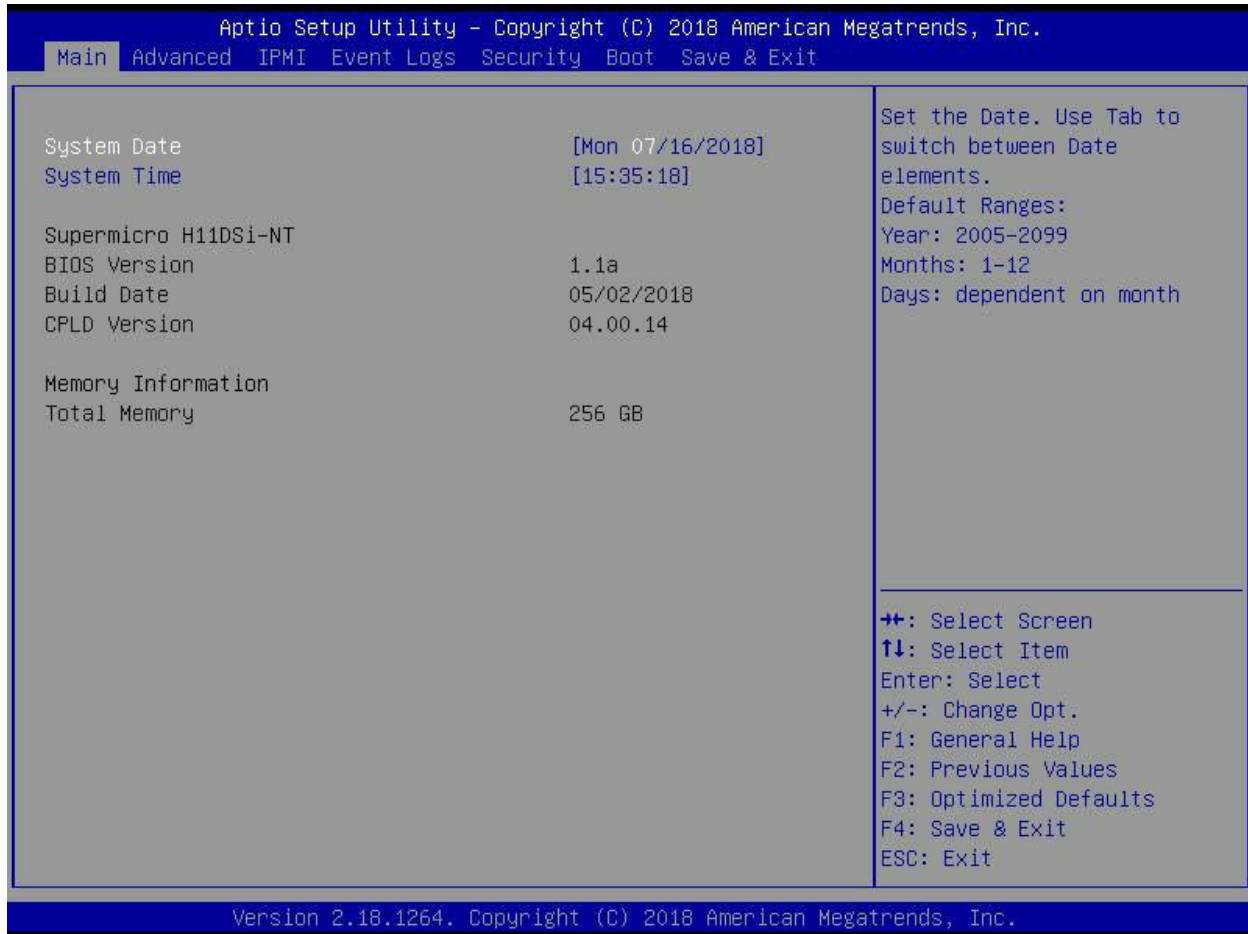 Aptio Setup Utility – Copyright (C) 2018 American Megatrends, Inc.
Main Advanced IPMI Event Logs Security Boot Save & Exit
System Date [Mon 07/16/2018]
System Time [15:35:18]
Supermicro H11DSi-NT
BIOS Version 1.1a
Build Date 05/02/2018
CPLD Version 04.00.14
Memory Information
Total Memory 256 GB
Set the Date. Use Tab to
switch between Date
elements.
Default Ranges:
Year: 2005-2099
Months: 1-12
Days: dependent on month
→←: Select Screen
↑↓: Select Item
Enter: Select
+/-: Change Opt.
F1: General Help
F2: Previous Values
F3: Optimized Defaults
F4: Save & Exit
ESC: Exit
Version 2.18.1264. Copyright (C) 2018 American Megatrends, Inc.